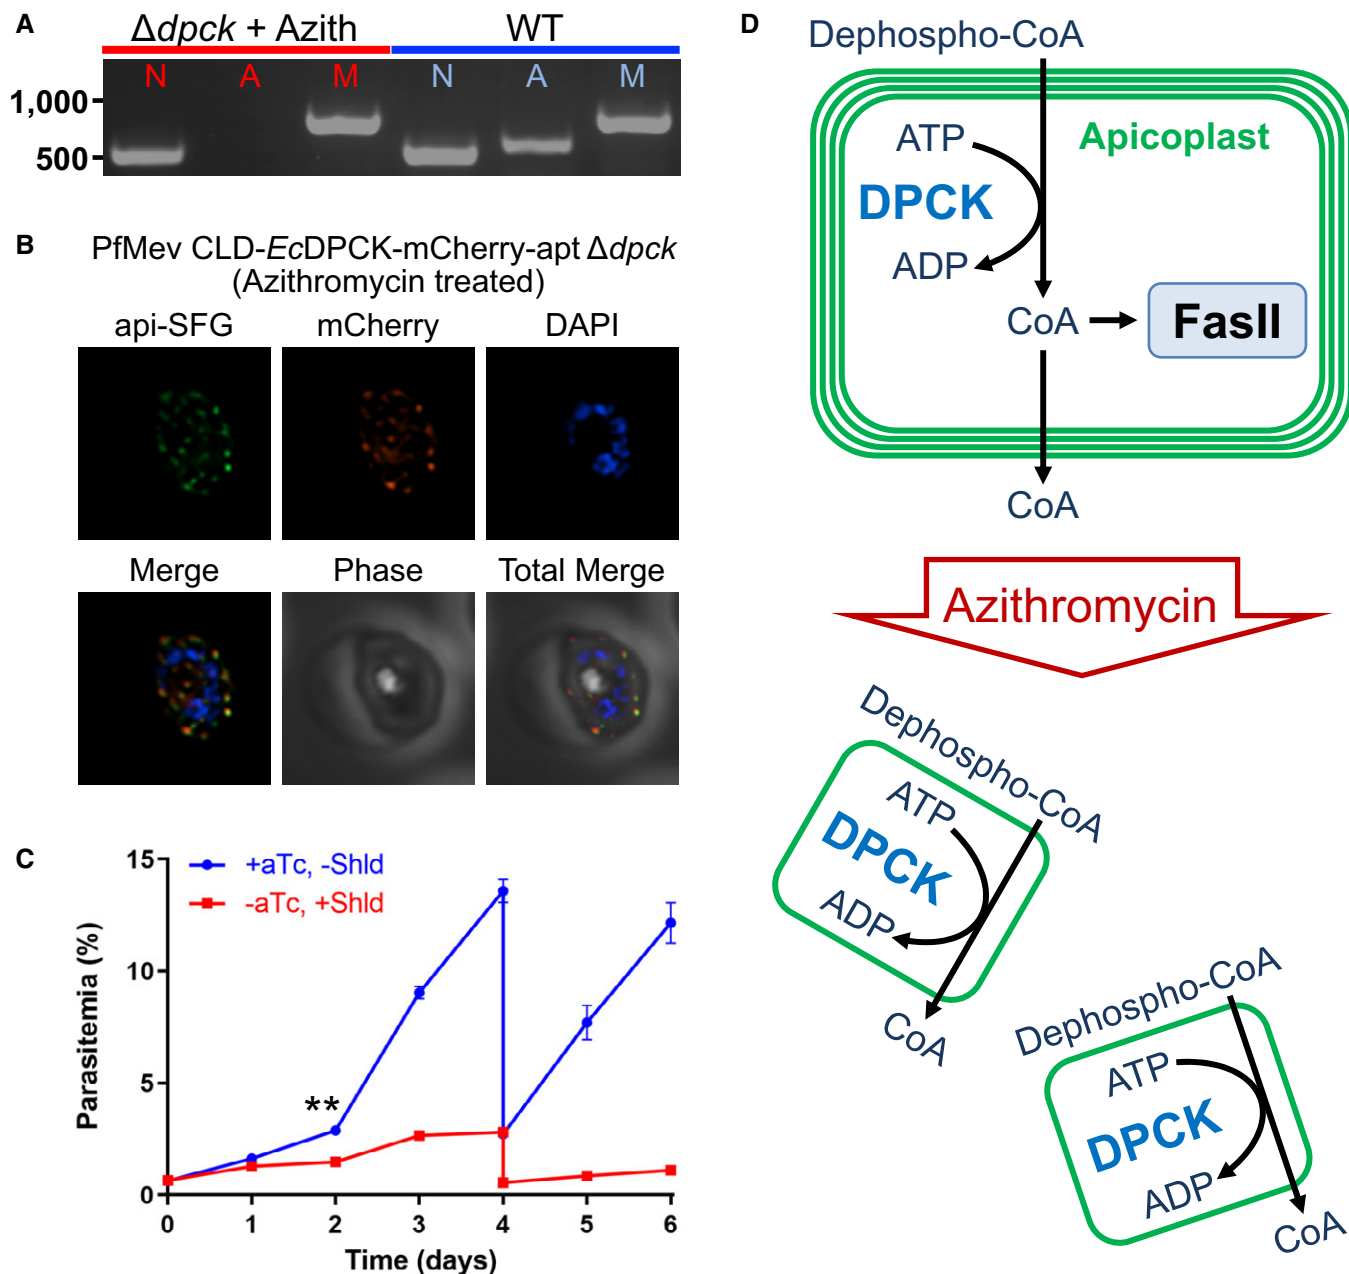 A
Δdpck + Azith
WT
N A M N A M
1,000
500
B
PfMev CLD-EcDPCK-mCherry-apt Δdpck
(Azithromycin treated)
api-SFG mCherry DAPI
Merge Phase Total Merge
C
+aTc, -Shld
-aTc, +Shld
Parasitemia (%)
15
10
5
0
**
0 1 2 3 4 5 6
Time (days)
D
Dephospho-CoA
Apicoplast
ATP
DPCK
ADP
CoA
FasII
CoA
Azithromycin
Dephospho-CoA
ATP
DPCK
ADP
CoA
Dephospho-CoA
ATP
DPCK
ADP
CoA